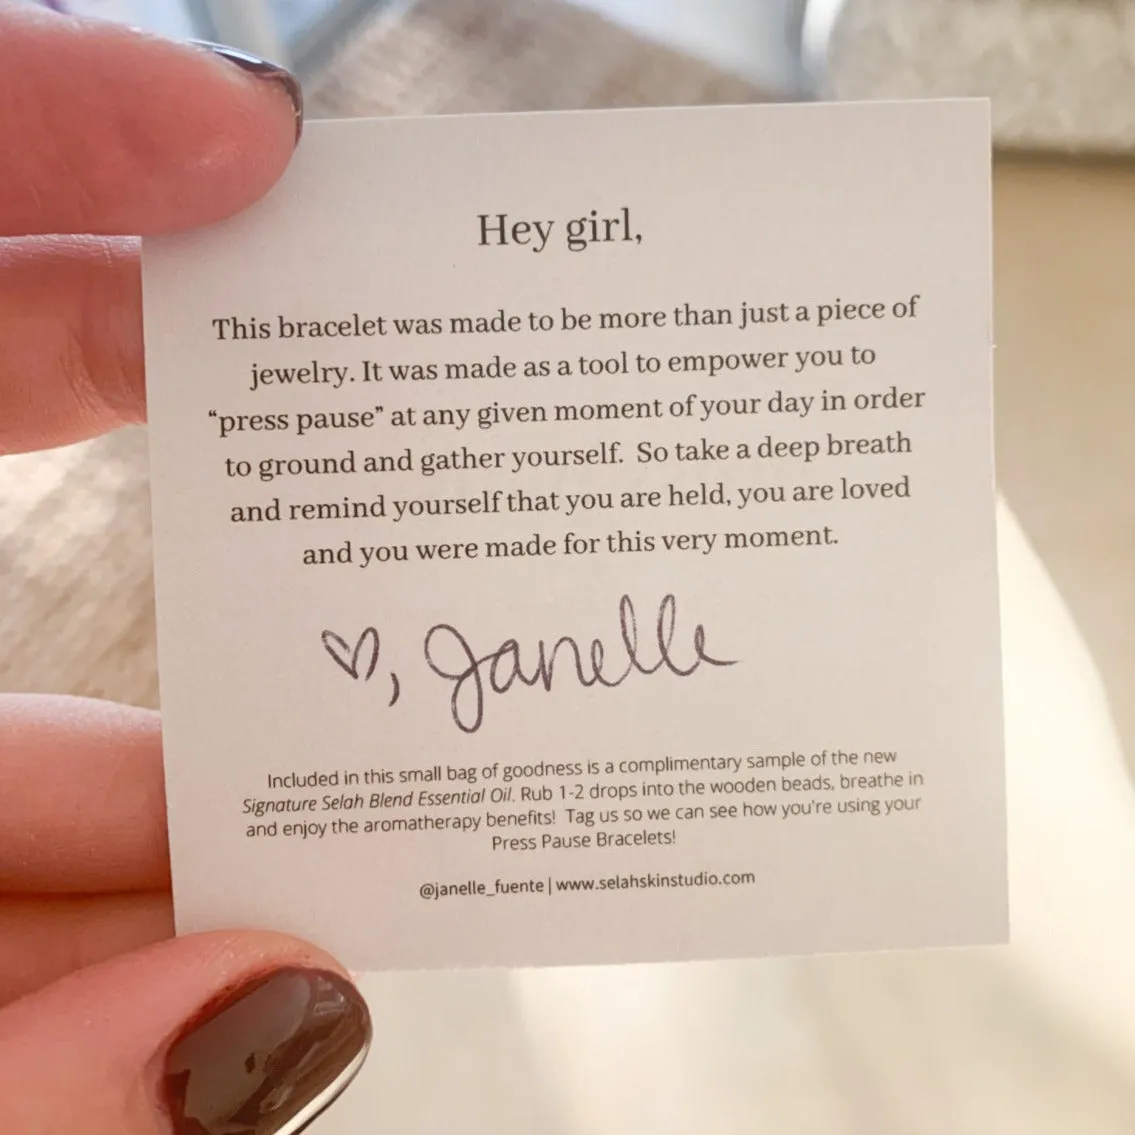 Hey girl,
This bracelet was made to be more than just a piece of
jewelry. It was made as a tool to empower you to
“press pause” at any given moment of your day in order
to ground and gather yourself.  So take a deep breath
and remind yourself that you are held, you are loved
and you were made for this very moment.
♡, Janelle
Included in this small bag of goodness is a complimentary sample of the new
Signature Selah Blend Essential Oil. Rub 1-2 drops into the wooden beads, breathe in
and enjoy the aromatherapy benefits!  Tag us so we can see how you're using your
Press Pause Bracelets!
@janelle_fuente | www.selahskinstudio.com